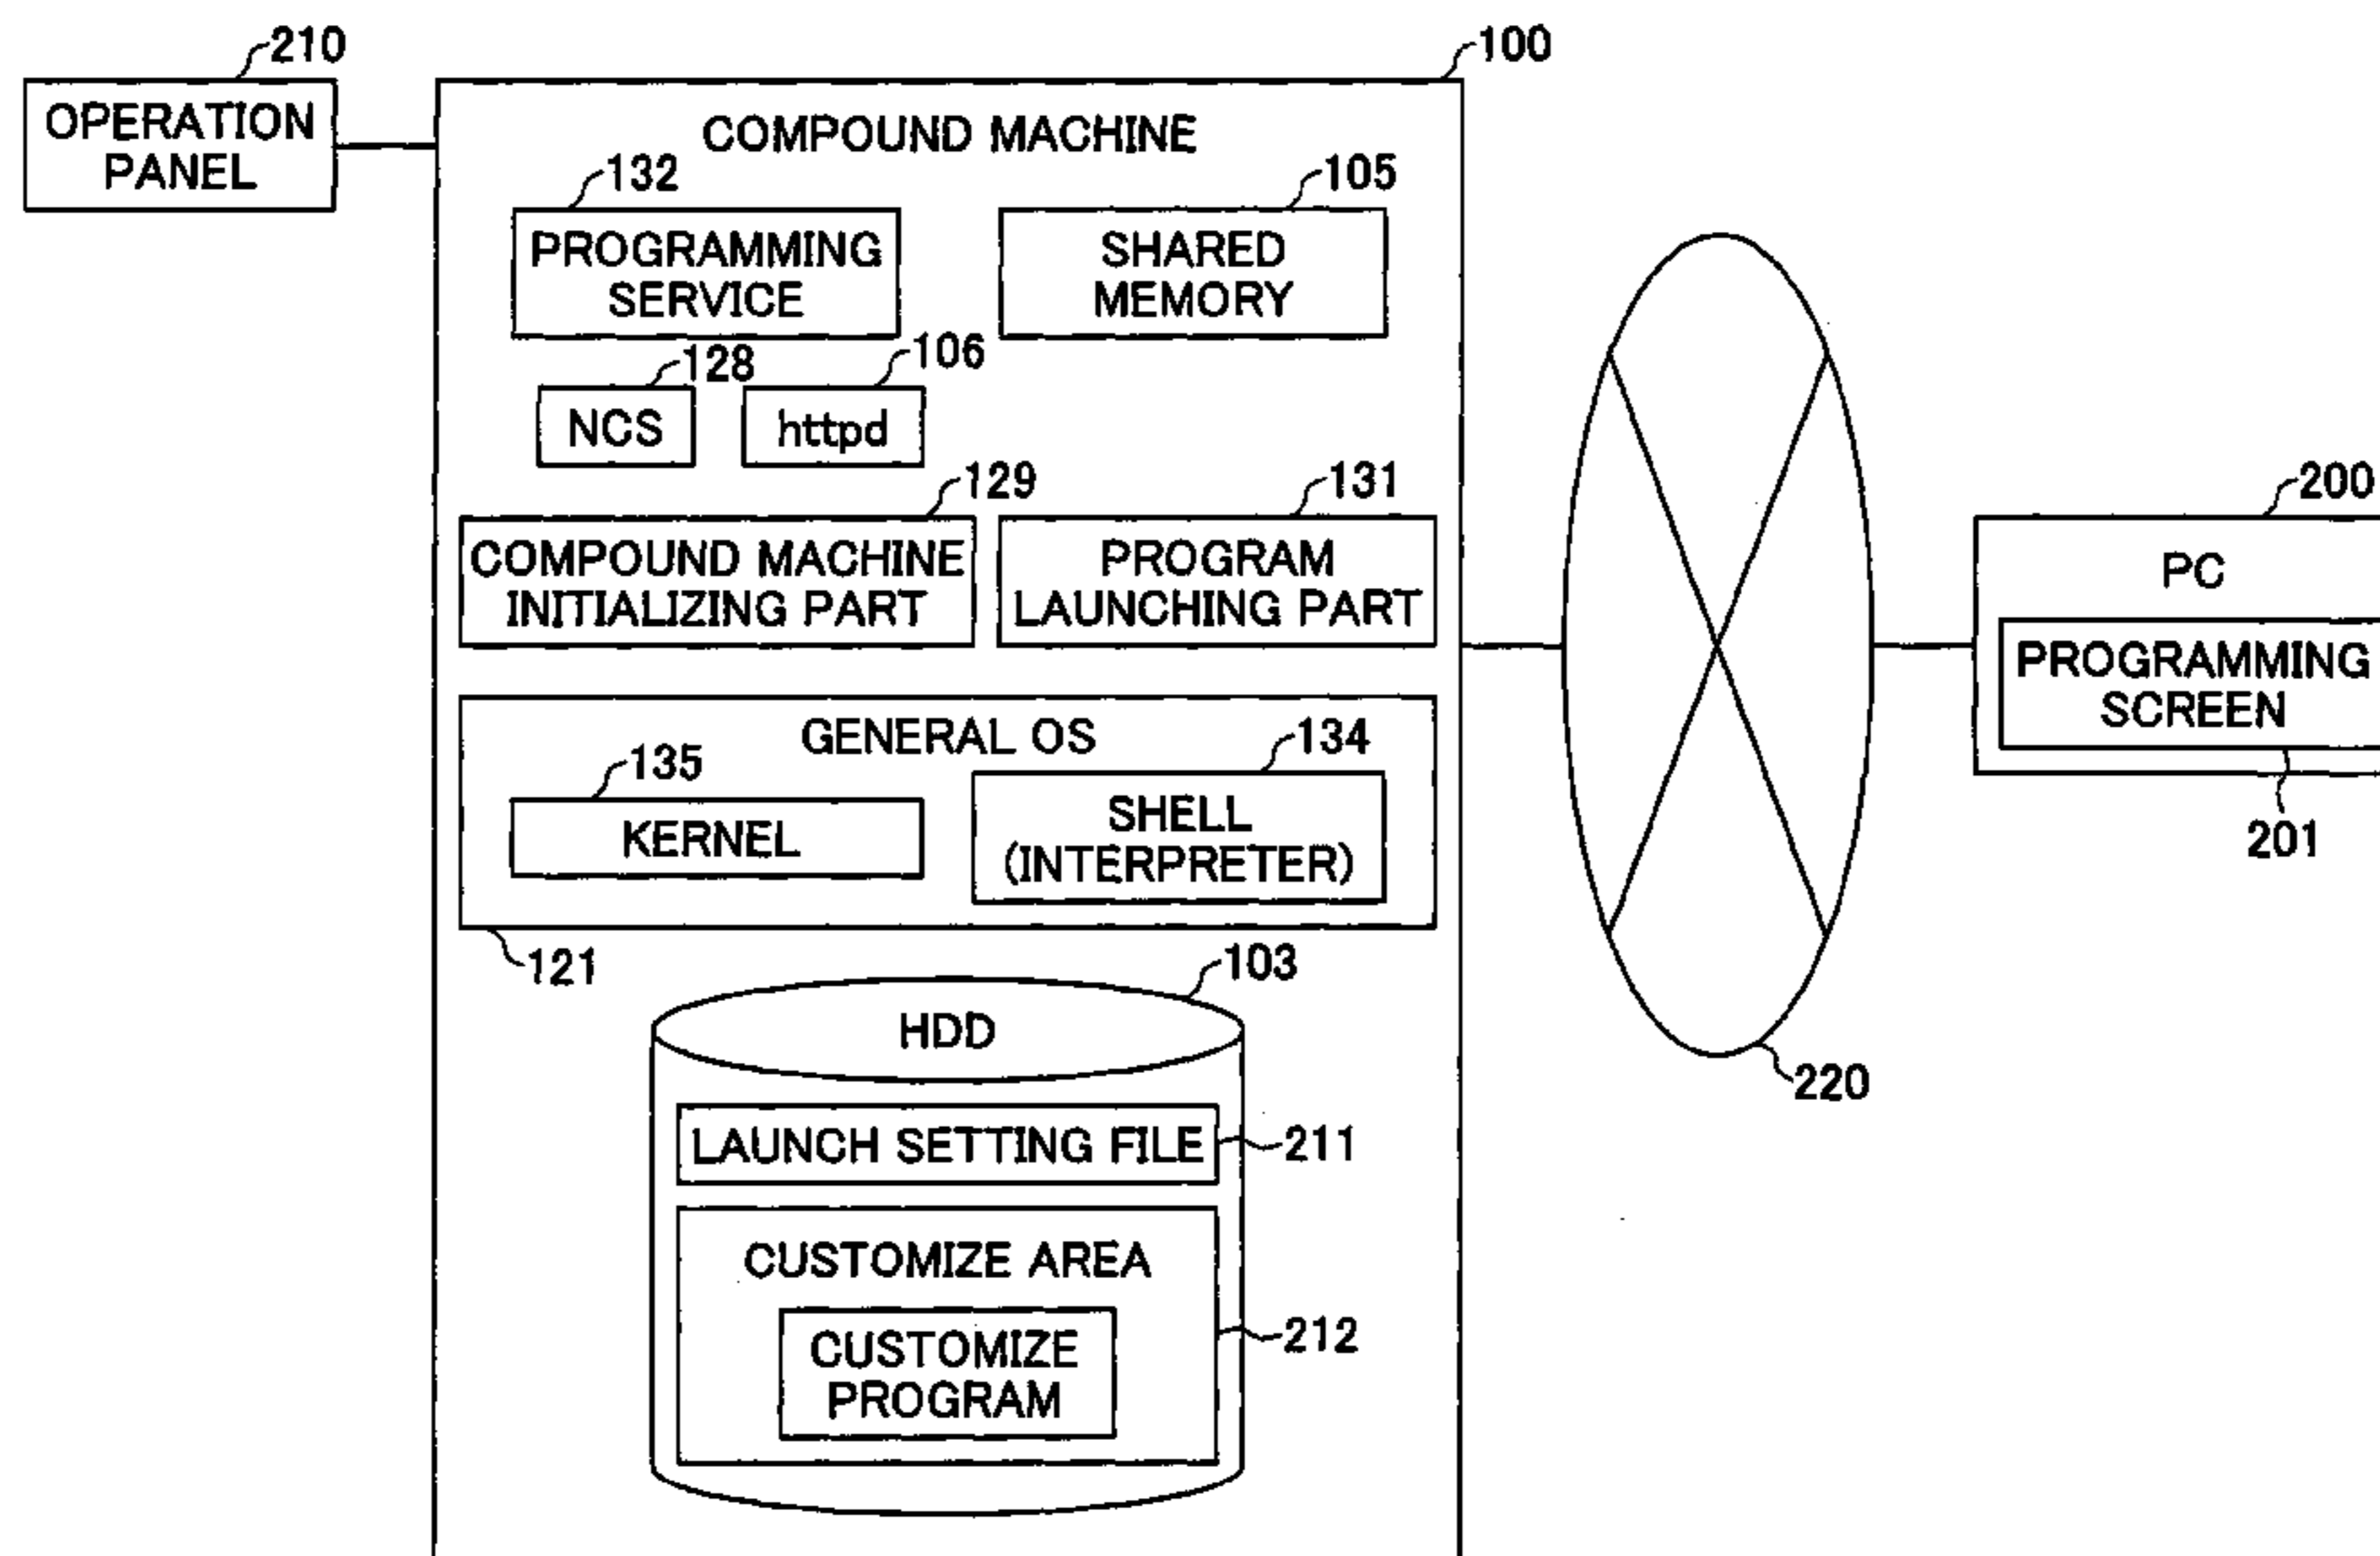 210
OPERATION
PANEL
100
COMPOUND MACHINE
132
PROGRAMMING
SERVICE
105
SHARED
MEMORY
128
NCS
106
httpd
129
COMPOUND MACHINE
INITIALIZING PART
131
PROGRAM
LAUNCHING PART
200
PC
PROGRAMMING
SCREEN
201
GENERAL OS
135
KERNEL
134
SHELL
(INTERPRETER)
121
103
HDD
220
LAUNCH SETTING FILE
211
CUSTOMIZE AREA
212
CUSTOMIZE
PROGRAM